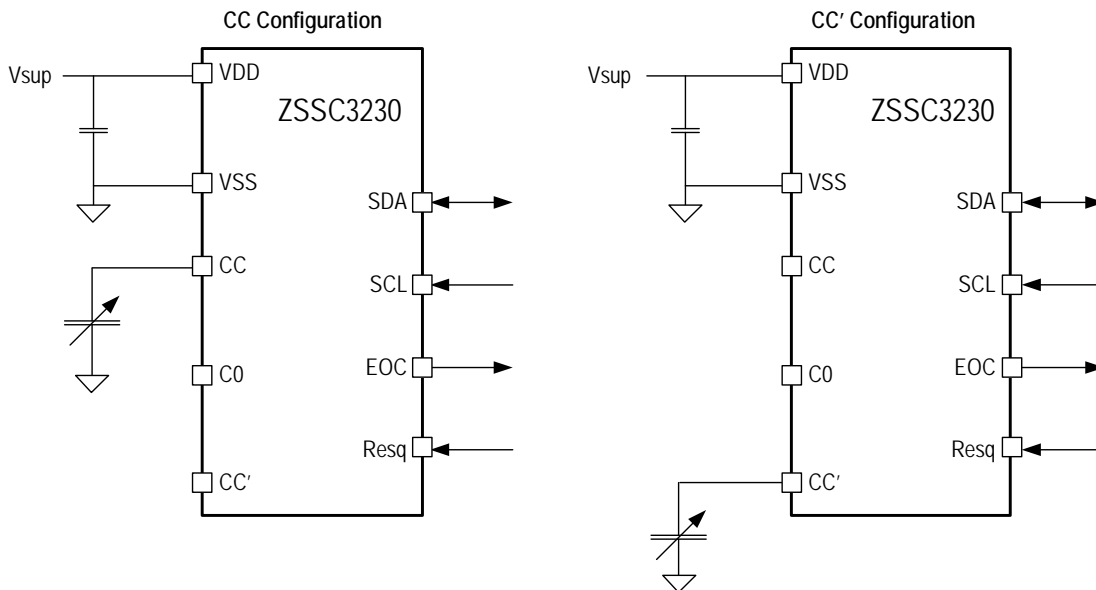 CC Configuration
Vsup
VDD
ZSSC3230
VSS
SDA
CC
SCL
C0
EOC
Resq
CC'
CC' Configuration
Vsup
VDD
ZSSC3230
VSS
SDA
CC
SCL
C0
EOC
Resq
CC'